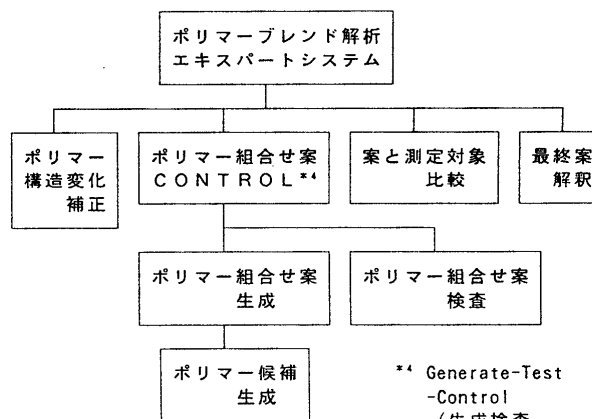 ポリマーブレンド解析
エキスパートシステム
ポリマー
構造変化
補正
ポリマー組合せ案
ＣＯＮＴＲＯＬ*4
案と測定対象
比較
最終案
解釈
ポリマー組合せ案
生成
ポリマー組合せ案
検査
ポリマー候補
生成
*4 Generate-Test
-Control
(生成検査